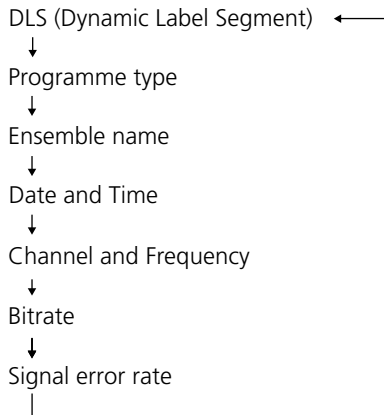 DLS (Dynamic Label Segment)
Programme type
Ensemble name
Date and Time
Channel and Frequency
Bitrate
Signal error rate